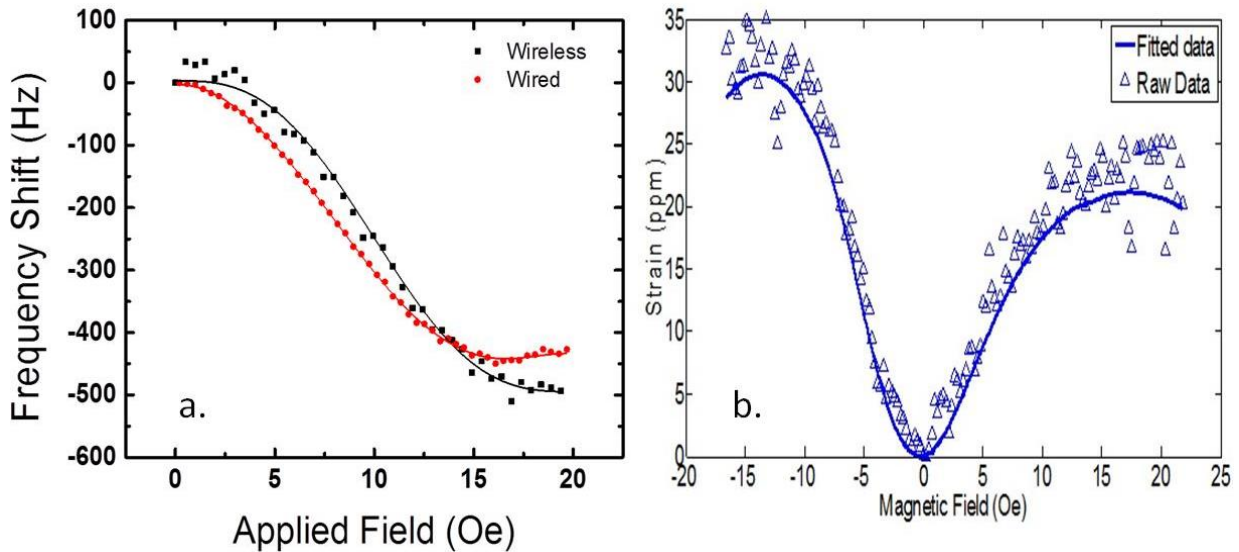 Frequency Shift (Hz)
0
-100
-200
-300
-400
-500
-600
Wireless
Wired
a.
0 5 10 15 20
Applied Field (Oe)
Strain (ppm)
35
30
25
20
15
10
5
0
Fitted data
Raw Data
b.
-20 -15 -10 -5 0 5 10 15 20 25
Magnetic Field (Oe)